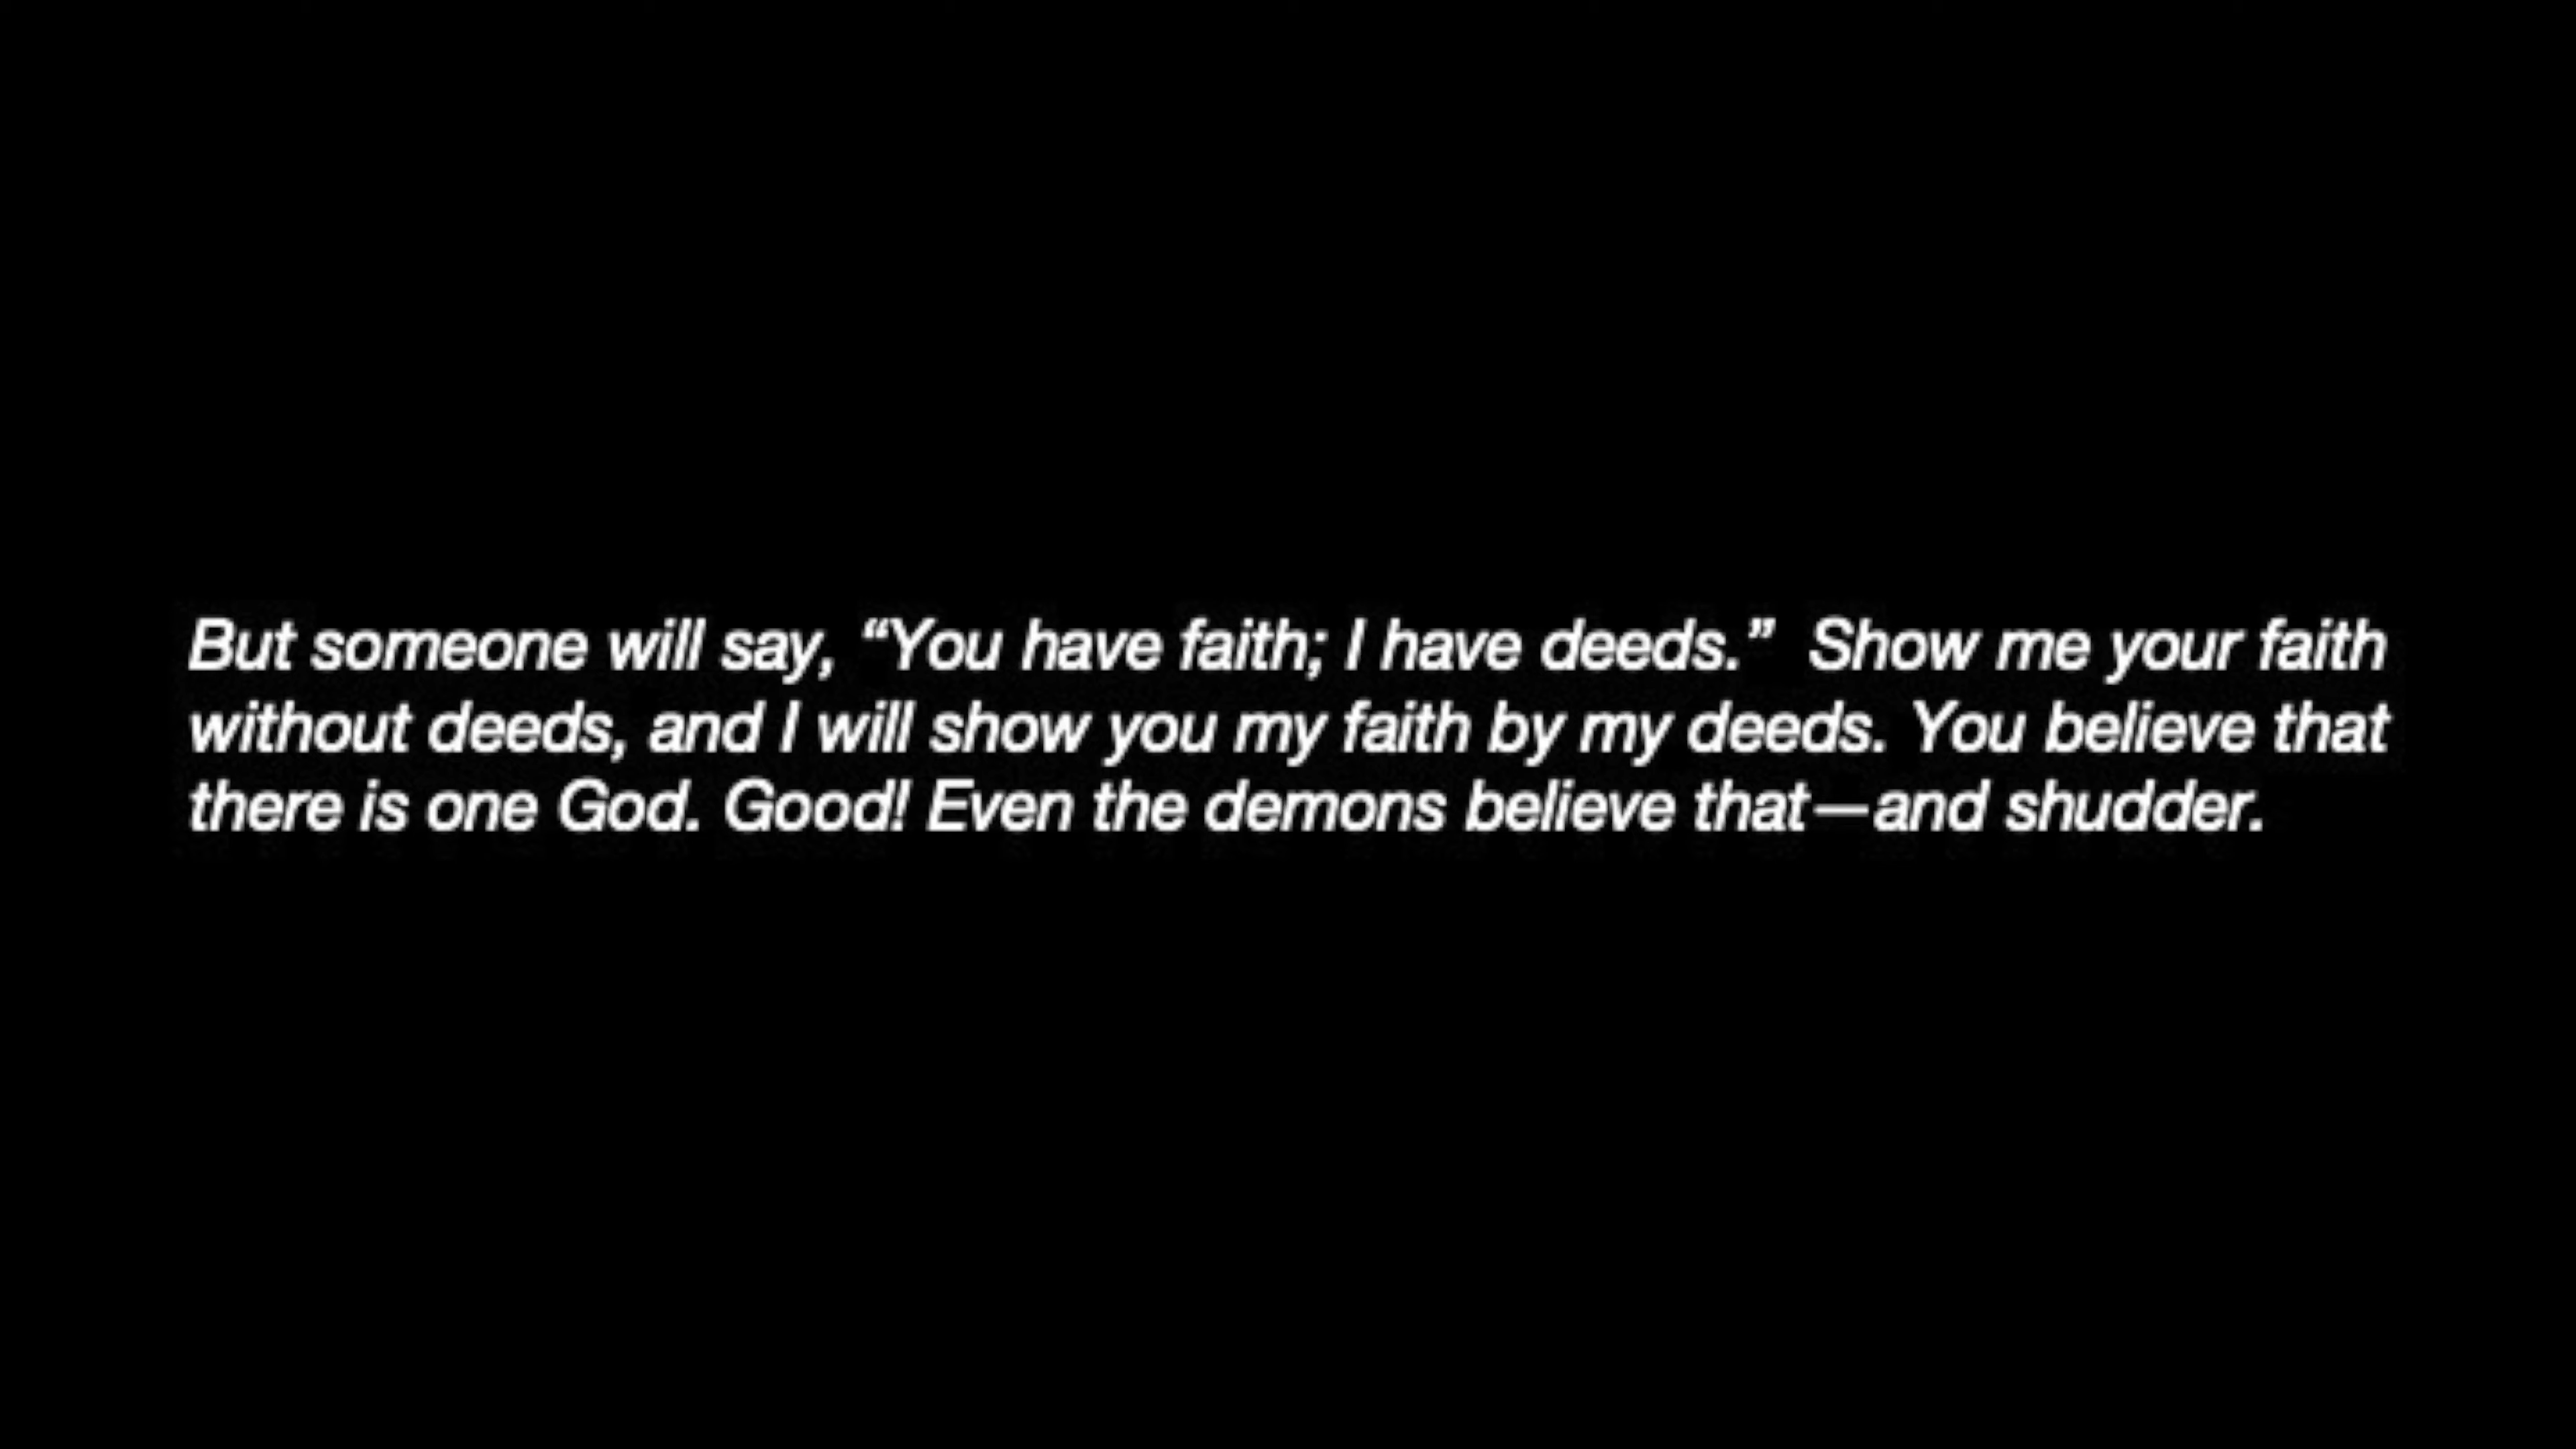 But someone will say, “You have faith; I have deeds.”  Show me your faith
without deeds, and I will show you my faith by my deeds. You believe that
there is one God. Good! Even the demons believe that—and shudder.